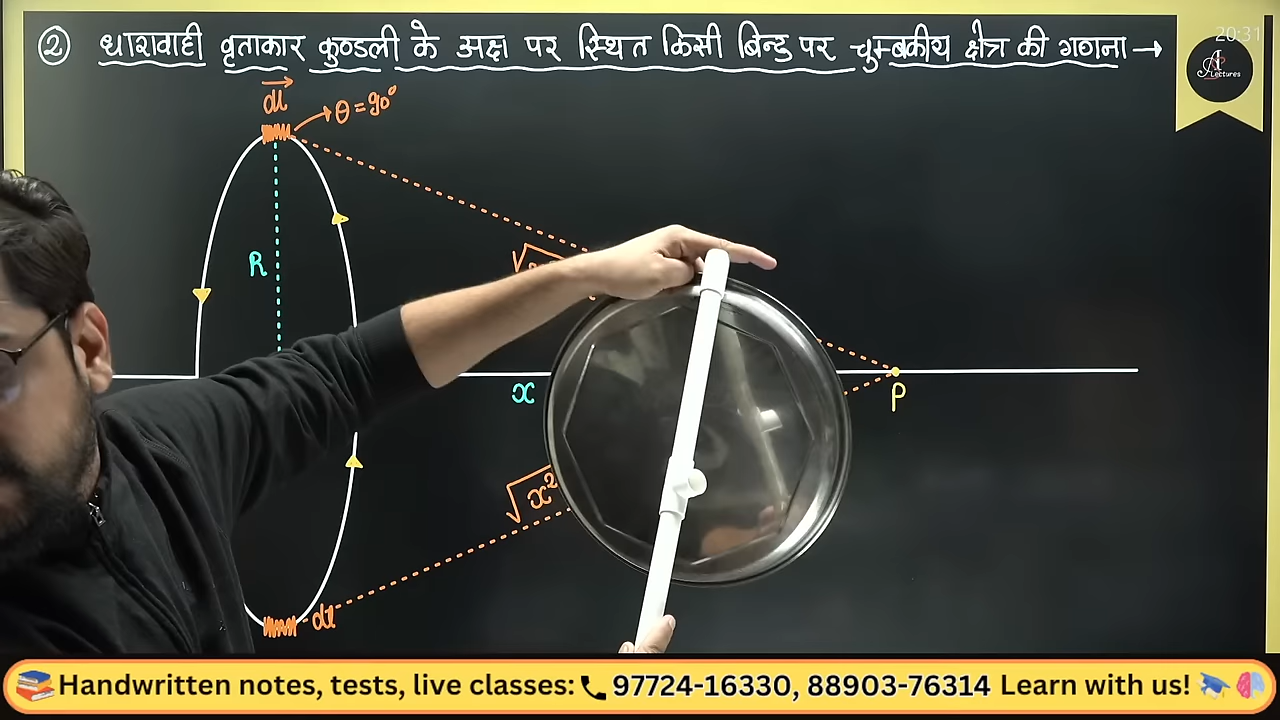 ② धारावाही वृताकार कुण्डली के अक्ष पर स्थित किसी बिन्दु पर चुम्बकीय क्षेत्र की गणना →
20:31
Lectures
dl
θ = 90°
R
x
P
√x²
dl
📚Handwritten notes, tests, live classes:📞97724-16330, 88903-76314 Learn with us!🎓🧠